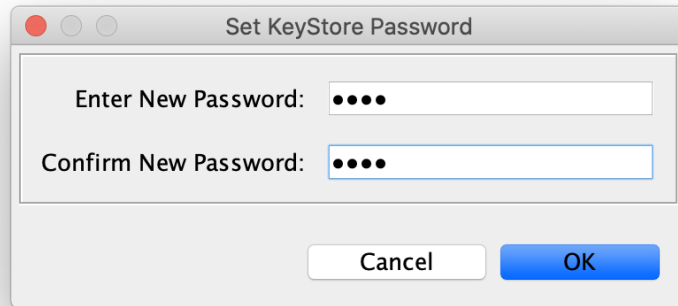 Set KeyStore Password
Enter New Password: ••••
Confirm New Password: ••••
Cancel OK